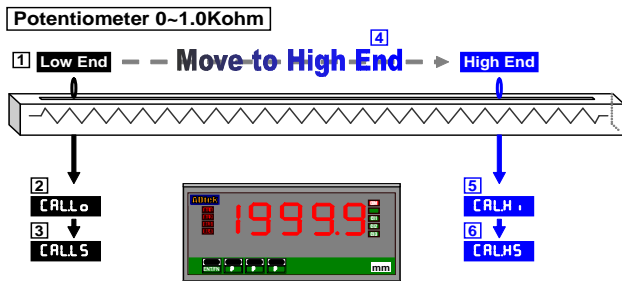 Potentiometer 0~1.0Kohm
4
1 Low End Move to High End High End
2 5
CAL.Lo CAL.Hi
3 6
CAL.LS CAL.HS
ADtek
1999.9
mm